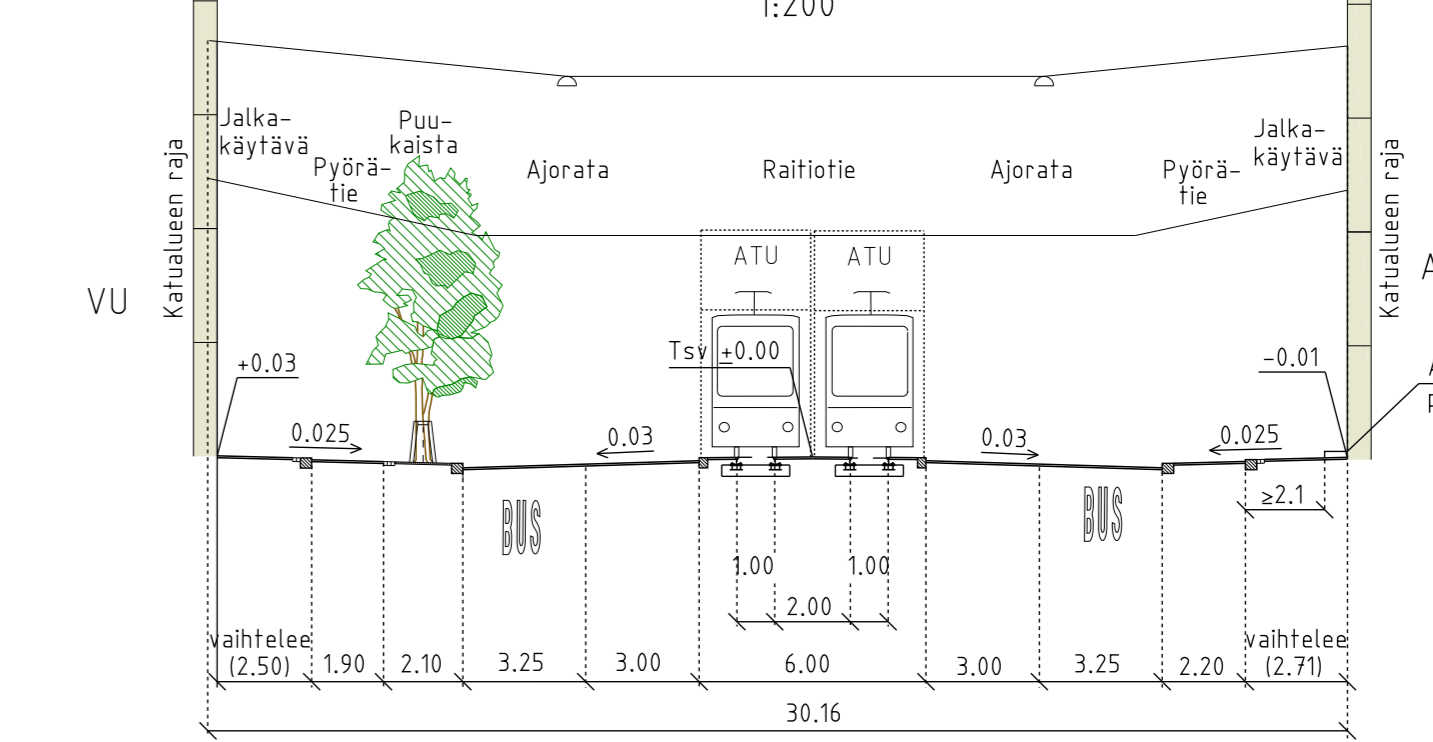 1:200
Jalka-
käytävä
Pyörä-
tie
Puu-
kaista
Ajorata
Raitiotie
Ajorata
Pyörä-
tie
Jalka-
käytävä
Katualueen raja
Katualueen raja
VU
A
ATU
ATU
Tsv ±0.00
+0.03
-0.01
A
P
0.025
0.03
0.03
0.025
BUS
BUS
≥2.1
1.00
1.00
2.00
vaihtelee
(2.50)
1.90
2.10
3.25
3.00
6.00
3.00
3.25
2.20
vaihtelee
(2.71)
30.16